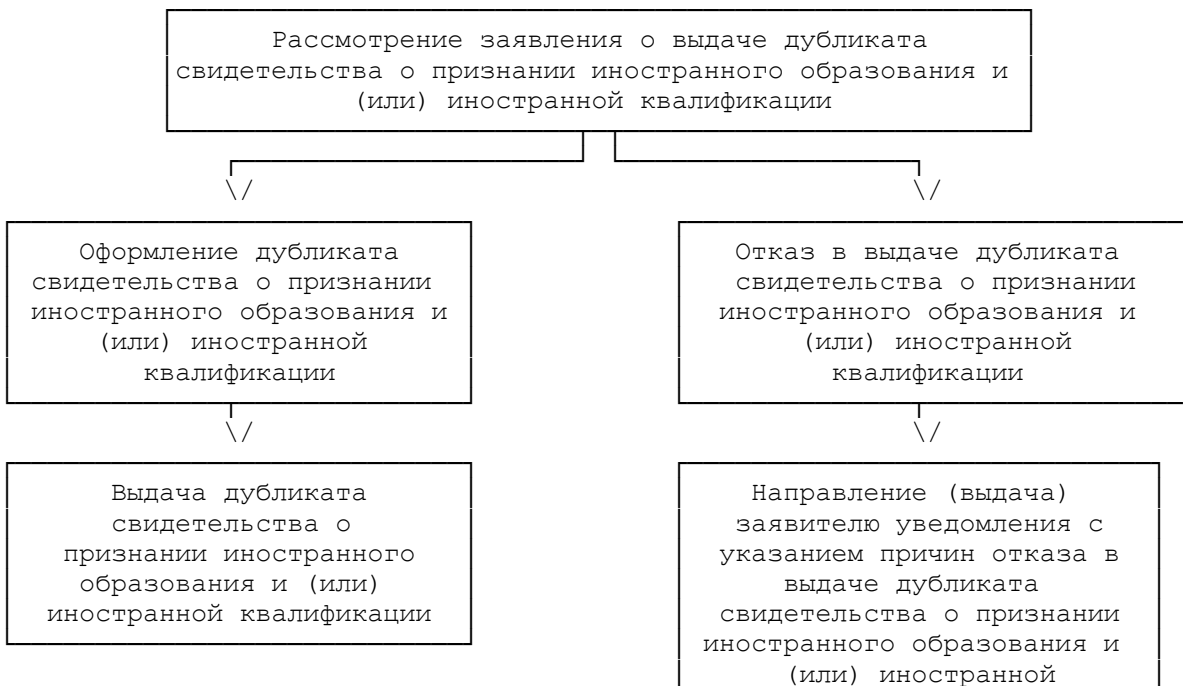 Рассмотрение заявления о выдаче дубликата
свидетельства о признании иностранного образования и
(или) иностранной квалификации
\/
\/
Оформление дубликата
свидетельства о признании
иностранного образования и
(или) иностранной
квалификации
Отказ в выдаче дубликата
свидетельства о признании
иностранного образования и
(или) иностранной
квалификации
\/
\/
Выдача дубликата
свидетельства о
признании иностранного
образования и (или)
иностранной квалификации
Направление (выдача)
заявителю уведомления с
указанием причин отказа в
выдаче дубликата
свидетельства о признании
иностранного образования и
(или) иностранной